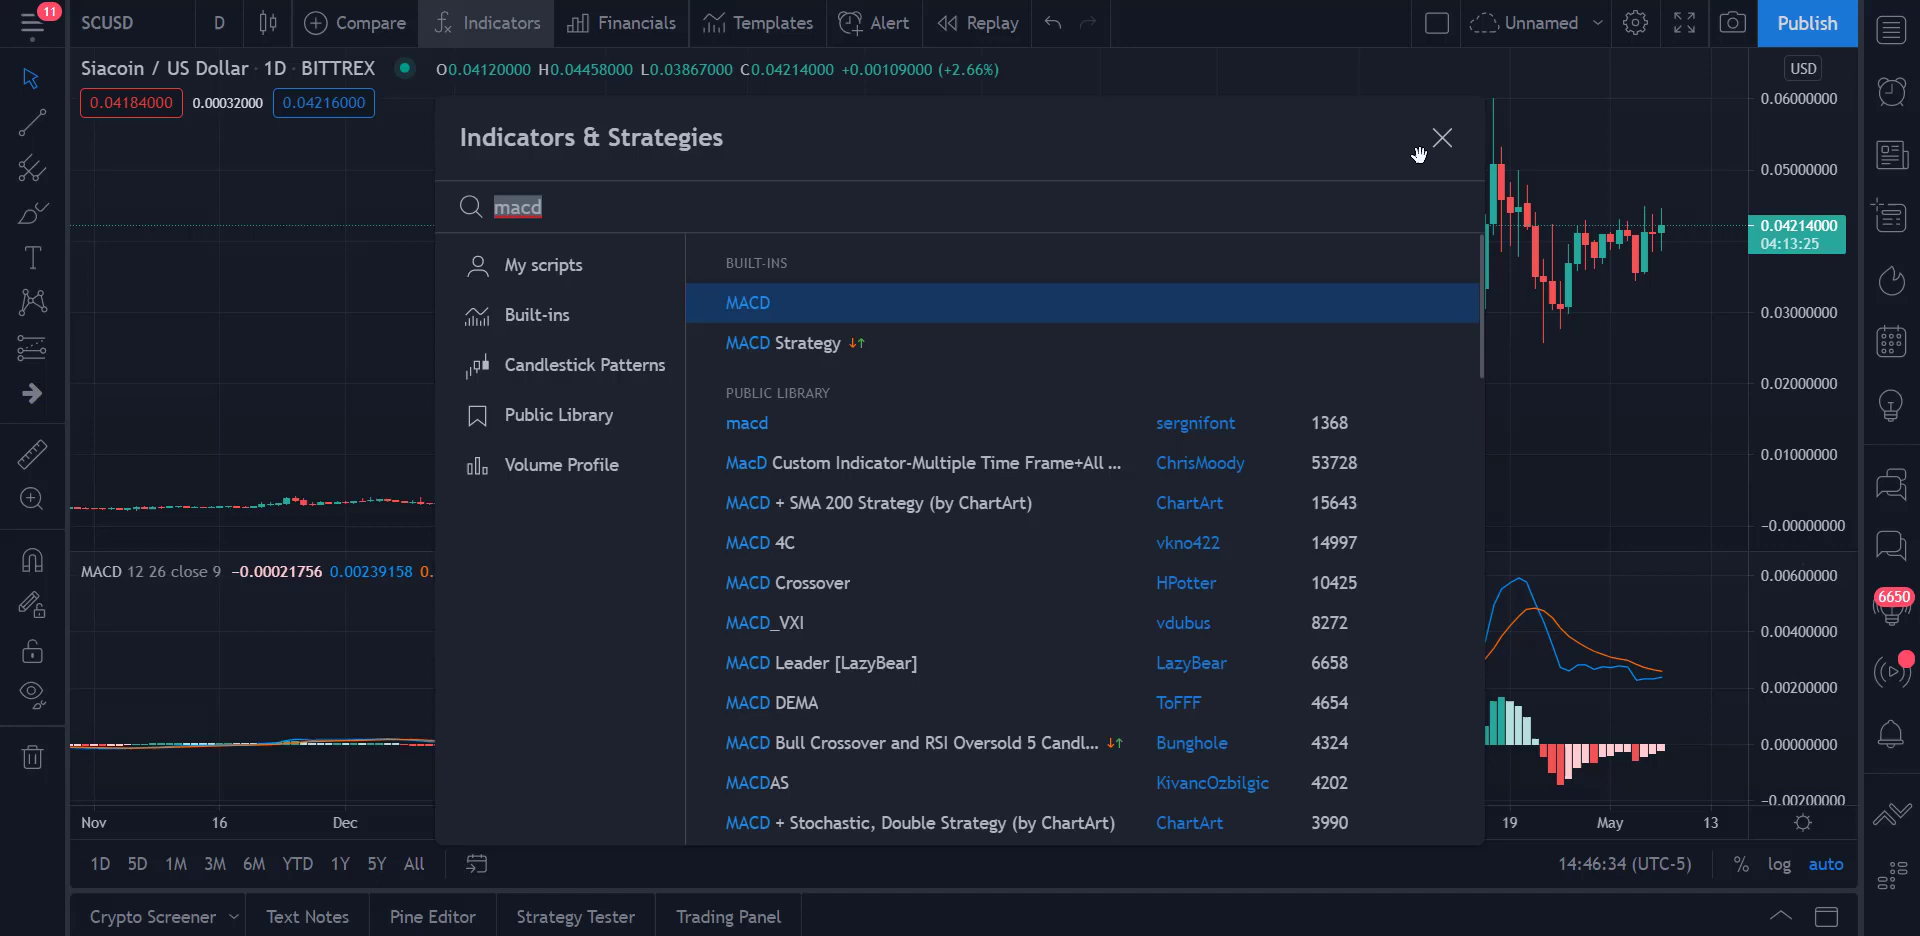 11
SCUSD
D
Compare
Indicators
Financials
Templates
Alert
Replay
Unnamed
Publish
Siacoin / US Dollar · 1D · BITTREX
O0.04120000 H0.04458000 L0.03867000 C0.04214000 +0.00109000 (+2.66%)
0.04184000 0.00032000 0.04216000
USD
0.06000000
0.05000000
0.04214000
04:13:25
0.03000000
0.02000000
0.01000000
-0.00000000
Indicators & Strategies
macd
My scripts
Built-ins
Candlestick Patterns
Public Library
Volume Profile
BUILT-INS
MACD
MACD Strategy
PUBLIC LIBRARY
macd sergnifont 1368
MacD Custom Indicator-Multiple Time Frame+All ... ChrisMoody 53728
MACD + SMA 200 Strategy (by ChartArt) ChartArt 15643
MACD 4C vkno422 14997
MACD Crossover HPotter 10425
MACD_VXI vdubus 8272
MACD Leader [LazyBear] LazyBear 6658
MACD DEMA ToFFF 4654
MACD Bull Crossover and RSI Oversold 5 Candl... Bunghole 4324
MACDAS KivancOzbilgic 4202
MACD + Stochastic, Double Strategy (by ChartArt) ChartArt 3990
MACD 12 26 close 9 -0.00021756 0.00239158 0.
0.00600000
0.00400000
0.00200000
0.00000000
-0.00200000
6650
Nov 16 Dec 19 May 13
1D 5D 1M 3M 6M YTD 1Y 5Y All
14:46:34 (UTC-5) % log auto
Crypto Screener Text Notes Pine Editor Strategy Tester Trading Panel